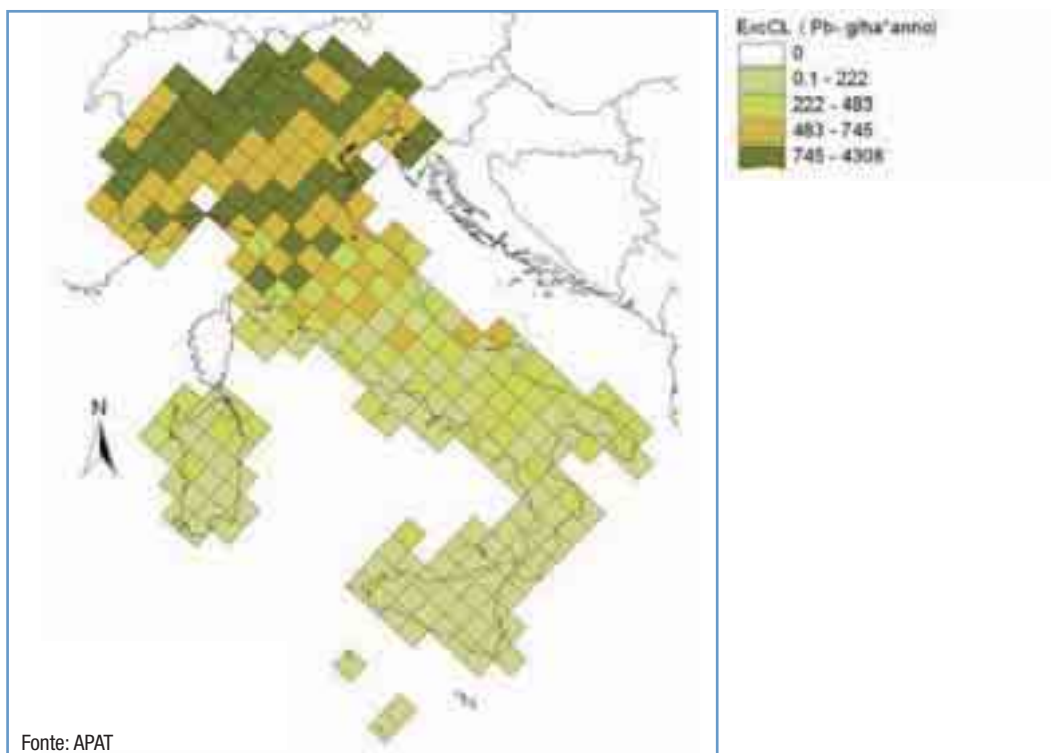 ExcCL ( Pb- g/ha*anno)
0
0.1 - 222
222 - 483
483 - 745
745 - 4308
N
Fonte: APAT